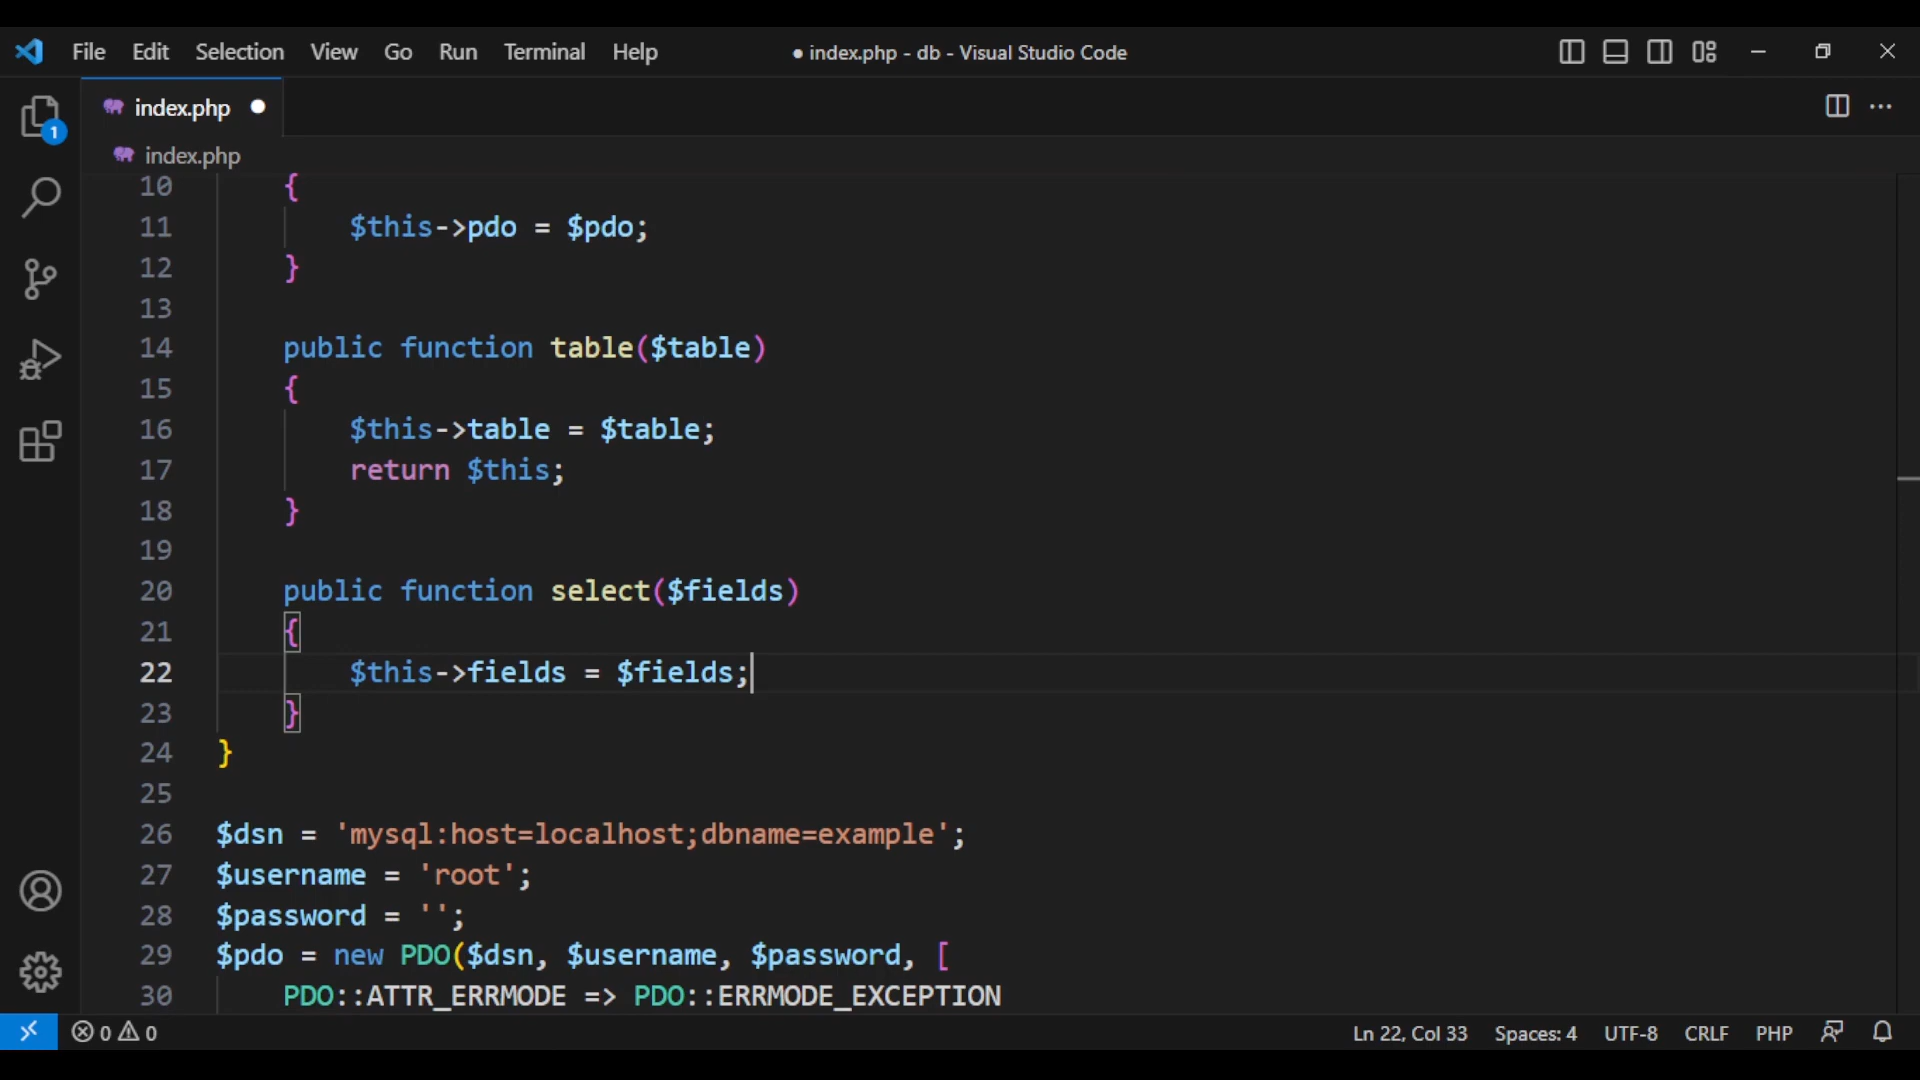 File Edit Selection View Go Run Terminal Help ● index.php - db - Visual Studio Code
index.php ●
1
index.php
10 {
11 $this->pdo = $pdo;
12 }
13
14 public function table($table)
15 {
16 $this->table = $table;
17 return $this;
18 }
19
20 public function select($fields)
21 {
22 $this->fields = $fields;
23 }
24 }
25
26 $dsn = 'mysql:host=localhost;dbname=example';
27 $username = 'root';
28 $password = '';
29 $pdo = new PDO($dsn, $username, $password, [
30 PDO::ATTR_ERRMODE => PDO::ERRMODE_EXCEPTION
0 0 Ln 22, Col 33 Spaces: 4 UTF-8 CRLF PHP